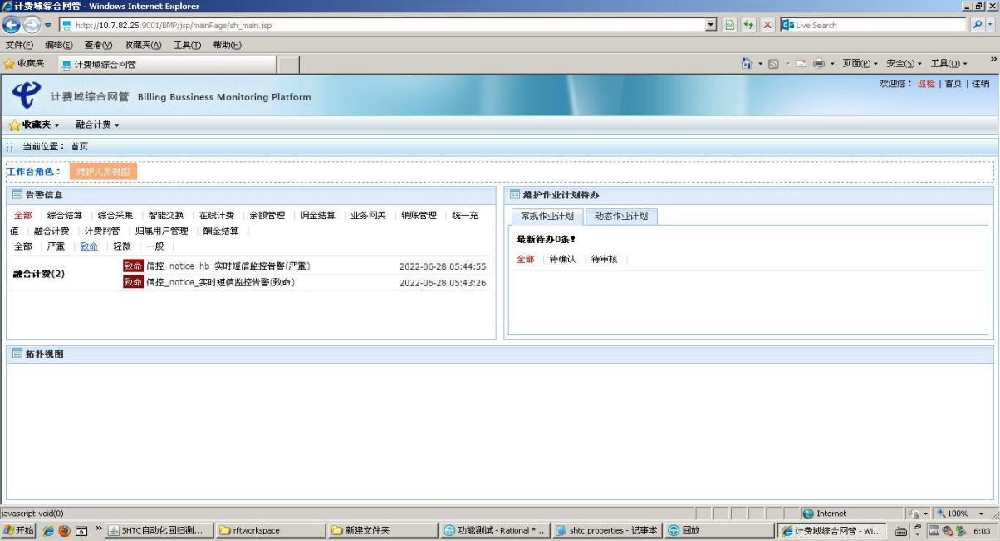 计费域综合网管 - Windows Internet Explorer
http://10.7.82.25:9001/BMP/jsp/mainPage/sh_main.jsp
Live Search
文件(F) 编辑(E) 查看(V) 收藏夹(A) 工具(T) 帮助(H)
收藏夹 计费域综合网管 页面(P) 安全(S) 工具(O) »
欢迎您：巡检 | 首页 | 注销
计费域综合网管 Billing Bussiness Monitoring Platform
收藏夹 融合计费
当前位置： 首页
工作台角色： 维护人员视图
告警信息
全部 综合结算 综合采集 智能交换 在线计费 余额管理 佣金结算 业务网关 销账管理 统一充
值 融合计费 计费网管 归属用户管理 酬金结算
全部 严重 致命 轻微 一般
融合计费(2)
致命 信控_notice_hb_实时短信监控告警(严重) 2022-06-28 05:44:55
致命 信控_notice_实时短信监控告警(致命) 2022-06-28 05:43:26
维护作业计划待办
常规作业计划 动态作业计划
最新待办0条！
全部 待确认 待审核
拓扑视图
javascript:void(0) Internet 100%
开始 » SHTC自动化回归测... rftworkspace 新建文件夹 功能测试 - Rational F... shtc.properties - 记事本 回放 计费域综合网管 - Wi... 6:03